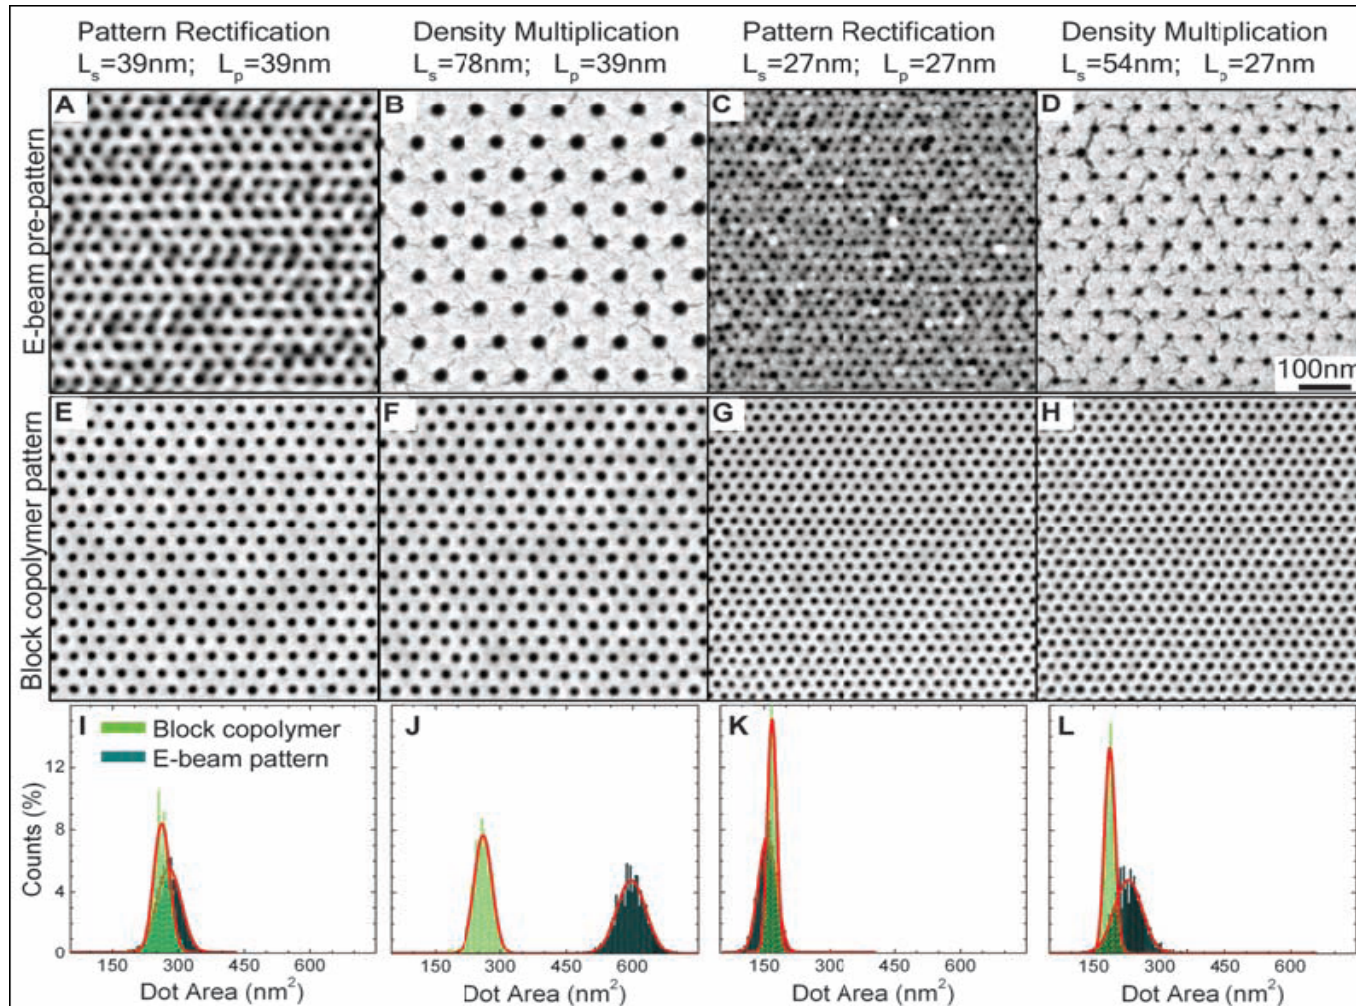 Pattern Rectification Density Multiplication Pattern Rectification Density Multiplication
Ls=39nm; Lp=39nm Ls=78nm; Lp=39nm Ls=27nm; Lp=27nm Ls=54nm; Lp=27nm
E-beam pre-pattern
A B C D
100nm
Block copolymer pattern
E F G H
I J K L
Block copolymer
E-beam pattern
Counts (%)
12
8
4
0
150 300 450 600 150 300 450 600 150 300 450 600 150 300 450 600
Dot Area (nm²) Dot Area (nm²) Dot Area (nm²) Dot Area (nm²)